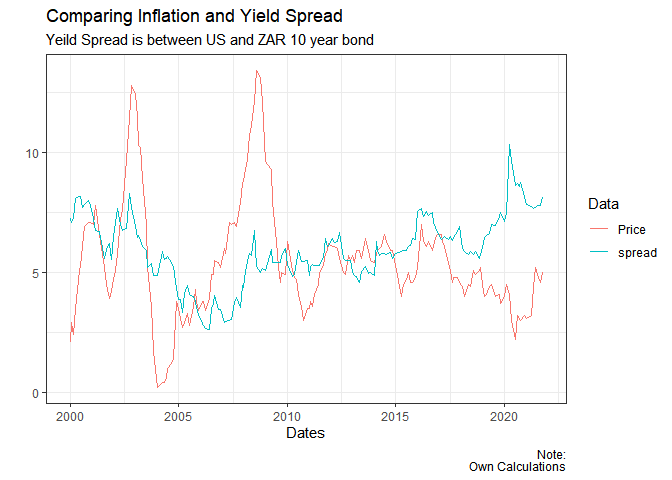 Comparing Inflation and Yield Spread
Yeild Spread is between US and ZAR 10 year bond
10
5
0
2000 2005 2010 2015 2020
Dates
Data
Price
spread
Note:
Own Calculations